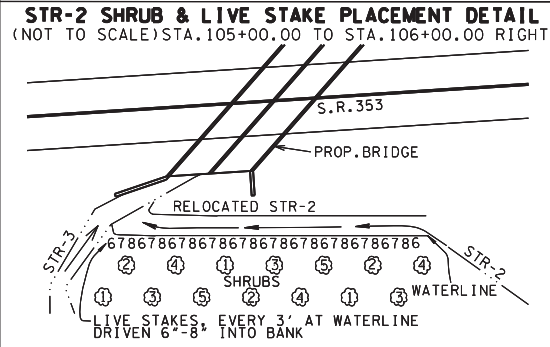 STR-2 SHRUB & LIVE STAKE PLACEMENT DETAIL
(NOT TO SCALE)STA.105+00.00 TO STA.106+00.00 RIGHT
S.R.353
PROP.BRIDGE
RELOCATED STR-2
STR-3
678678678678678678678678678678678678678686
STR-2
2 4 1 3 5 2 4
SHRUBS
1 3 5 2 4 1 3
WATERLINE
LIVE STAKES, EVERY 3' AT WATERLINE
DRIVEN 6"-8" INTO BANK